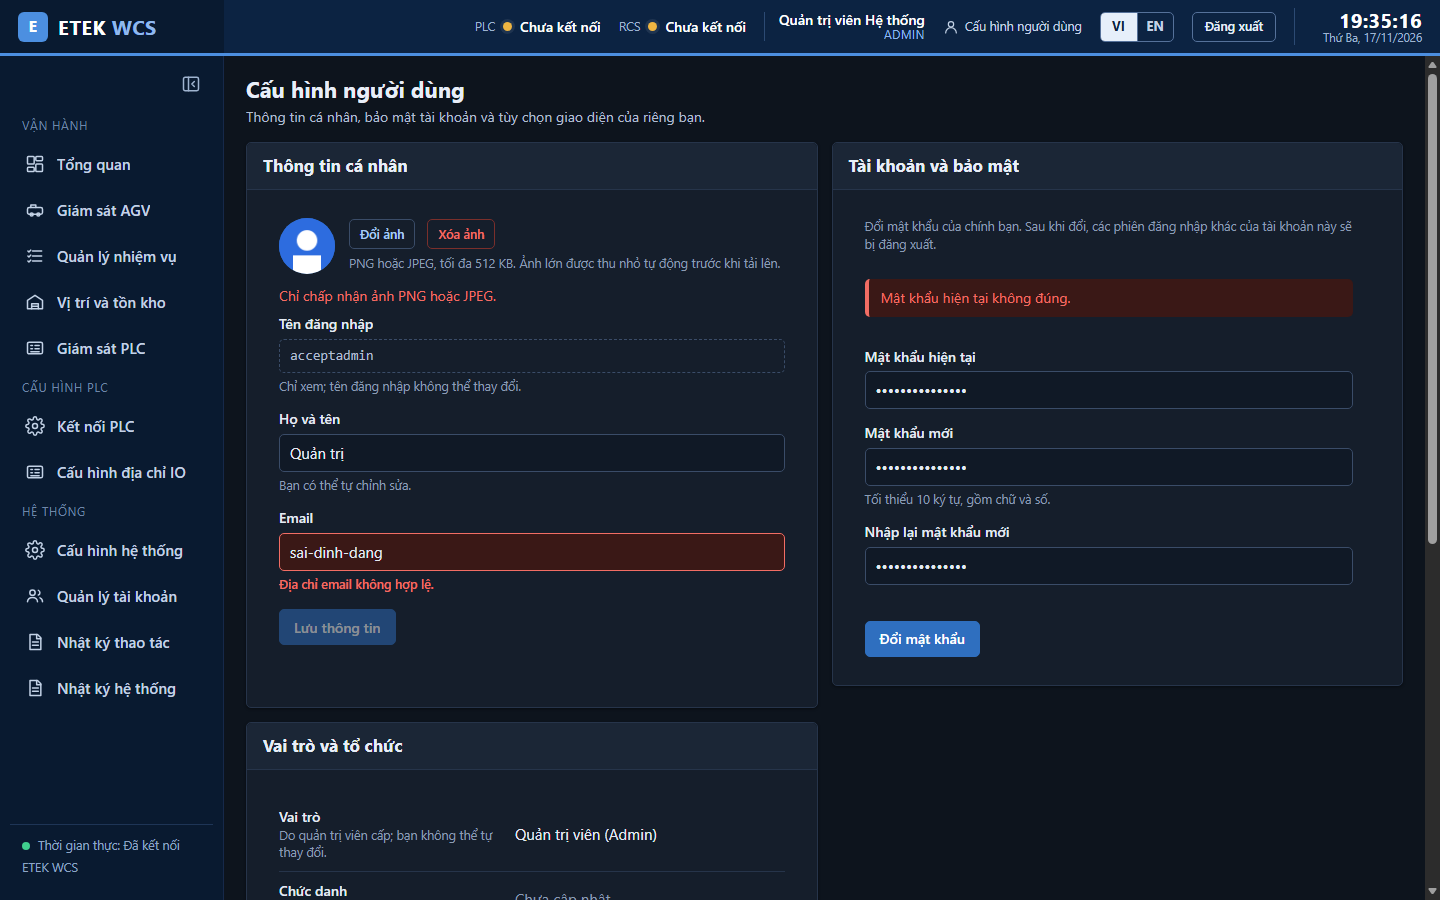 E ETEK WCS
PLC Chưa kết nối RCS Chưa kết nối
Quản trị viên Hệ thống
ADMIN
Cấu hình người dùng
VI EN
Đăng xuất
19:35:16
Thứ Ba, 17/11/2026
VẬN HÀNH
Tổng quan
Giám sát AGV
Quản lý nhiệm vụ
Vị trí và tồn kho
Giám sát PLC
CẤU HÌNH PLC
Kết nối PLC
Cấu hình địa chỉ IO
HỆ THỐNG
Cấu hình hệ thống
Quản lý tài khoản
Nhật ký thao tác
Nhật ký hệ thống
Thời gian thực: Đã kết nối
ETEK WCS
Cấu hình người dùng
Thông tin cá nhân, bảo mật tài khoản và tùy chọn giao diện của riêng bạn.
Thông tin cá nhân
Đổi ảnh Xóa ảnh
PNG hoặc JPEG, tối đa 512 KB. Ảnh lớn được thu nhỏ tự động trước khi tải lên.
Chỉ chấp nhận ảnh PNG hoặc JPEG.
Tên đăng nhập
acceptadmin
Chỉ xem; tên đăng nhập không thể thay đổi.
Họ và tên
Quản trị
Bạn có thể tự chỉnh sửa.
Email
sai-dinh-dang
Địa chỉ email không hợp lệ.
Lưu thông tin
Tài khoản và bảo mật
Đổi mật khẩu của chính bạn. Sau khi đổi, các phiên đăng nhập khác của tài khoản này sẽ
bị đăng xuất.
Mật khẩu hiện tại không đúng.
Mật khẩu hiện tại
•••••••••••••••
Mật khẩu mới
•••••••••••••••
Tối thiểu 10 ký tự, gồm chữ và số.
Nhập lại mật khẩu mới
•••••••••••••••
Đổi mật khẩu
Vai trò và tổ chức
Vai trò
Do quản trị viên cấp; bạn không thể tự
thay đổi.
Quản trị viên (Admin)
Chức danh
Chưa cập nhật